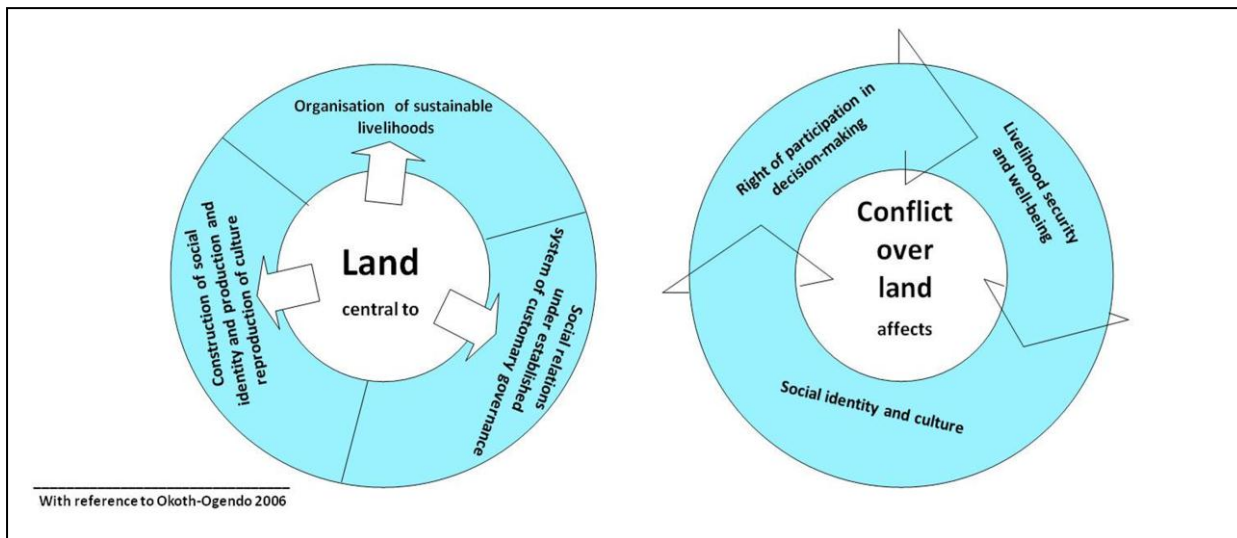 Organisation of sustainable
livelihoods
Construction of social
identity and production and
reproduction of culture
Land
central to
Social relations
under established
system of customary governance
With reference to Okoth-Ogendo 2006
Right of participation in
decision-making
Livelihood security
and well-being
Conflict
over
land
affects
Social identity and culture